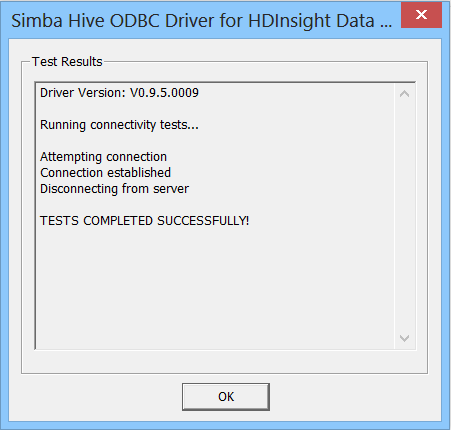 Simba Hive ODBC Driver for HDInsight Data ...
Test Results
Driver Version: V0.9.5.0009
Running connectivity tests...
Attempting connection
Connection established
Disconnecting from server
TESTS COMPLETED SUCCESSFULLY!
OK